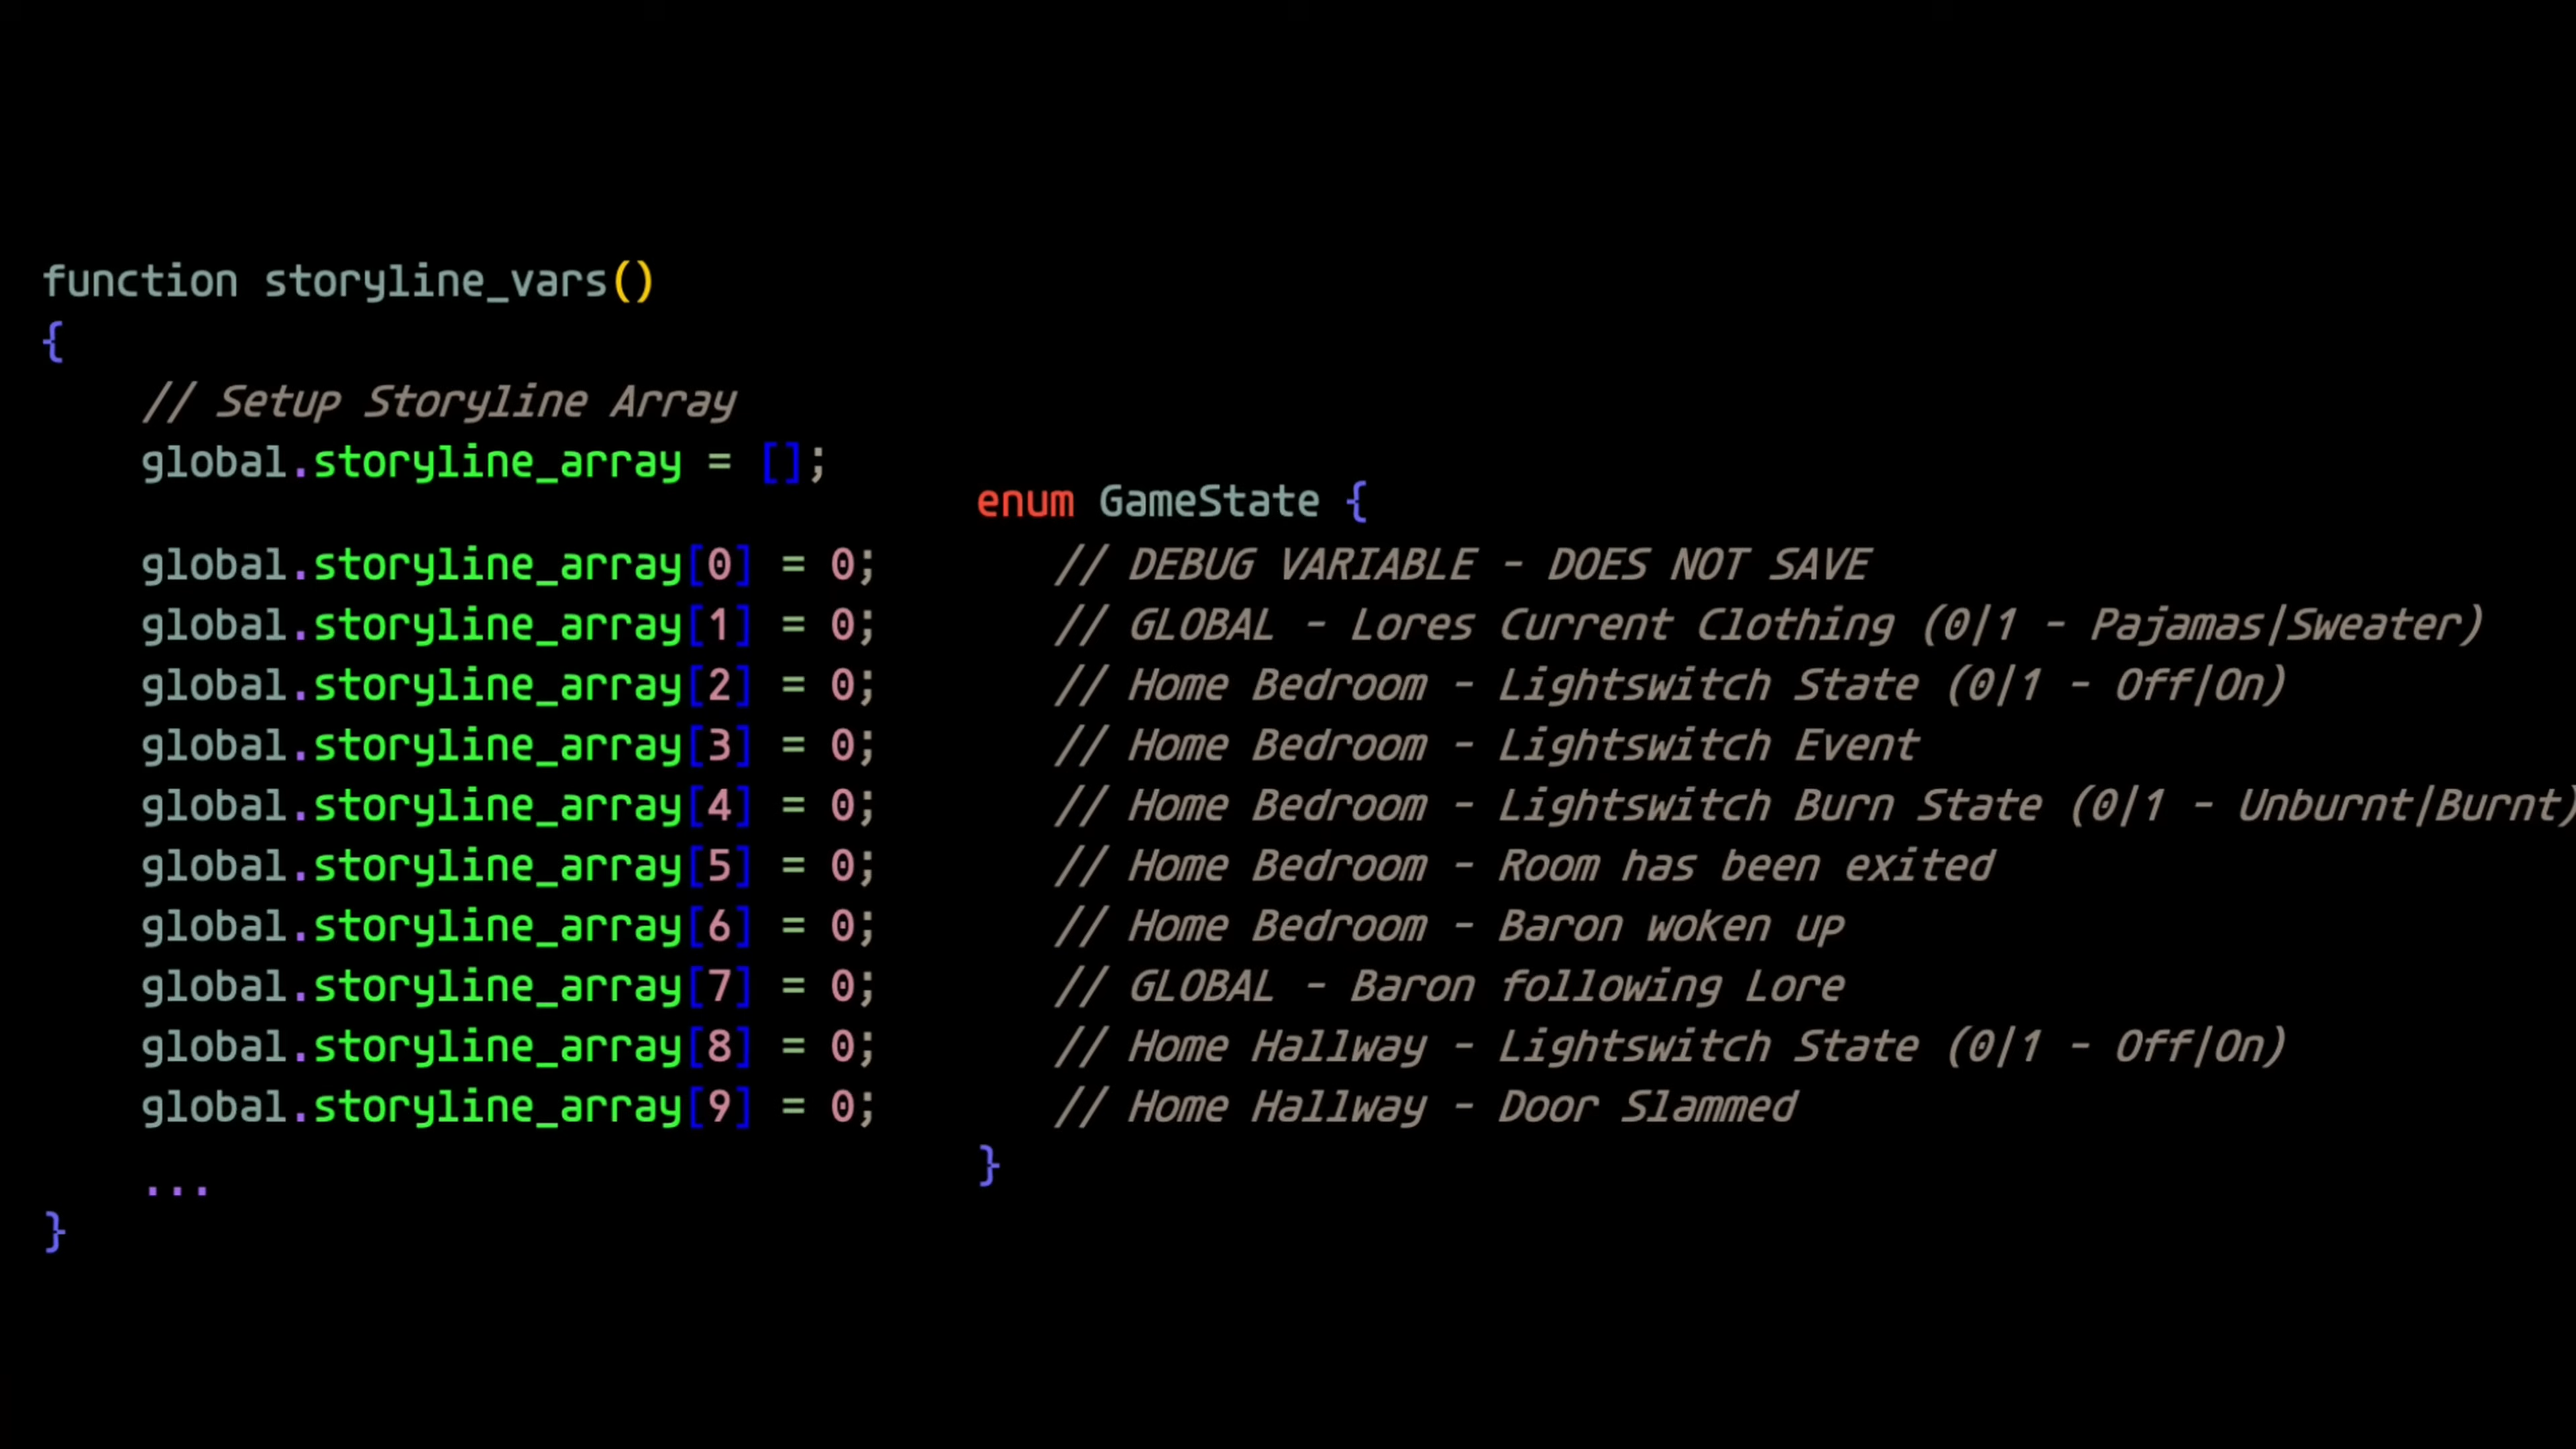 function storyline_vars()
{
// Setup Storyline Array
global.storyline_array = [];
global.storyline_array[0] = 0;
global.storyline_array[1] = 0;
global.storyline_array[2] = 0;
global.storyline_array[3] = 0;
global.storyline_array[4] = 0;
global.storyline_array[5] = 0;
global.storyline_array[6] = 0;
global.storyline_array[7] = 0;
global.storyline_array[8] = 0;
global.storyline_array[9] = 0;
...
}
enum GameState {
// DEBUG VARIABLE - DOES NOT SAVE
// GLOBAL - Lores Current Clothing (0|1 - Pajamas|Sweater)
// Home Bedroom - Lightswitch State (0|1 - Off|On)
// Home Bedroom - Lightswitch Event
// Home Bedroom - Lightswitch Burn State (0|1 - Unburnt|Burnt)
// Home Bedroom - Room has been exited
// Home Bedroom - Baron woken up
// GLOBAL - Baron following Lore
// Home Hallway - Lightswitch State (0|1 - Off|On)
// Home Hallway - Door Slammed
}